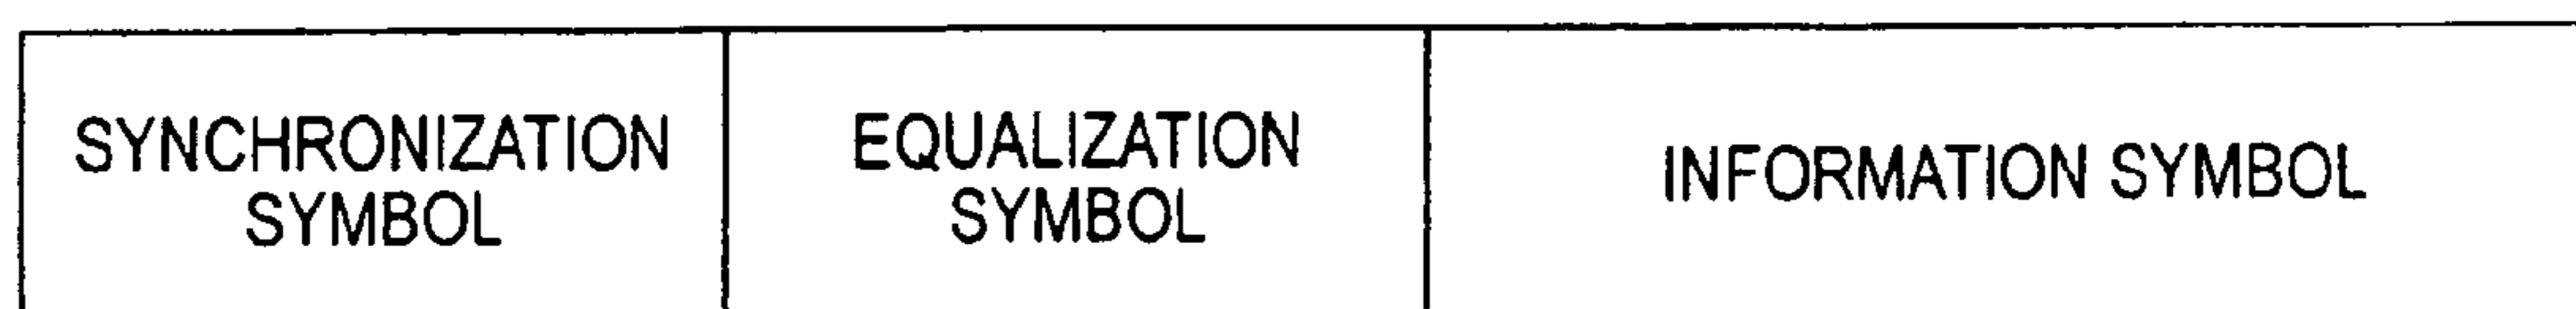 SYNCHRONIZATION
SYMBOL
EQUALIZATION
SYMBOL
INFORMATION SYMBOL